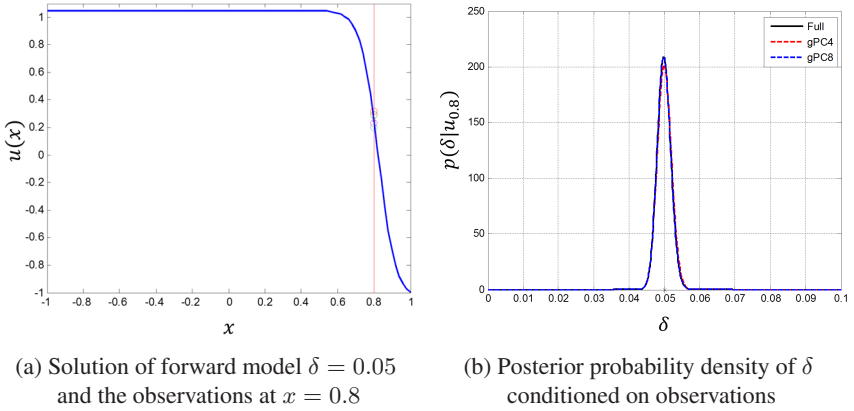 1
0.8
0.6
0.4
0.2
0
-0.2
-0.4
-0.6
-0.8
-1
u(x)
-1 -0.8 -0.6 -0.4 -0.2 0 0.2 0.4 0.6 0.8 1
x
(a) Solution of forward model δ = 0.05
and the observations at x = 0.8
250
200
150
100
50
0
p(δ|u0.8)
Full
gPC4
gPC8
0 0.01 0.02 0.03 0.04 0.05 0.06 0.07 0.08 0.09 0.1
δ
(b) Posterior probability density of δ
conditioned on observations